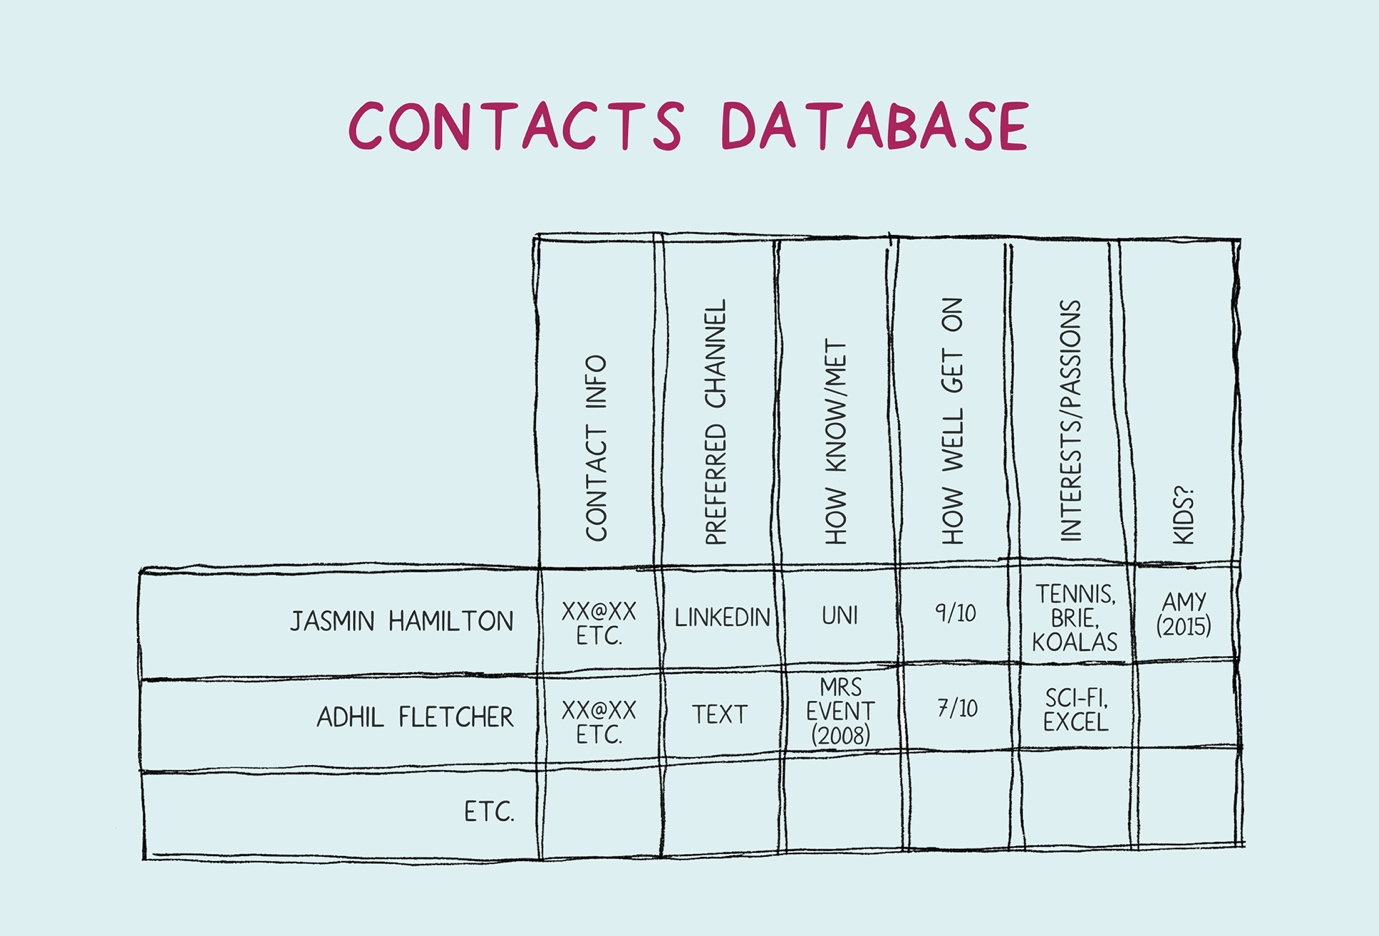 CONTACTS DATABASE
CONTACT INFO
PREFERRED CHANNEL
HOW KNOW/MET
HOW WELL GET ON
INTERESTS/PASSIONS
KIDS?
JASMIN HAMILTON
XX@XX
ETC.
LINKEDIN
UNI
9/10
TENNIS,
BRIE,
KOALAS
AMY
(2015)
ADHIL FLETCHER
XX@XX
ETC.
TEXT
MRS
EVENT
(2008)
7/10
SCI-FI,
EXCEL
ETC.